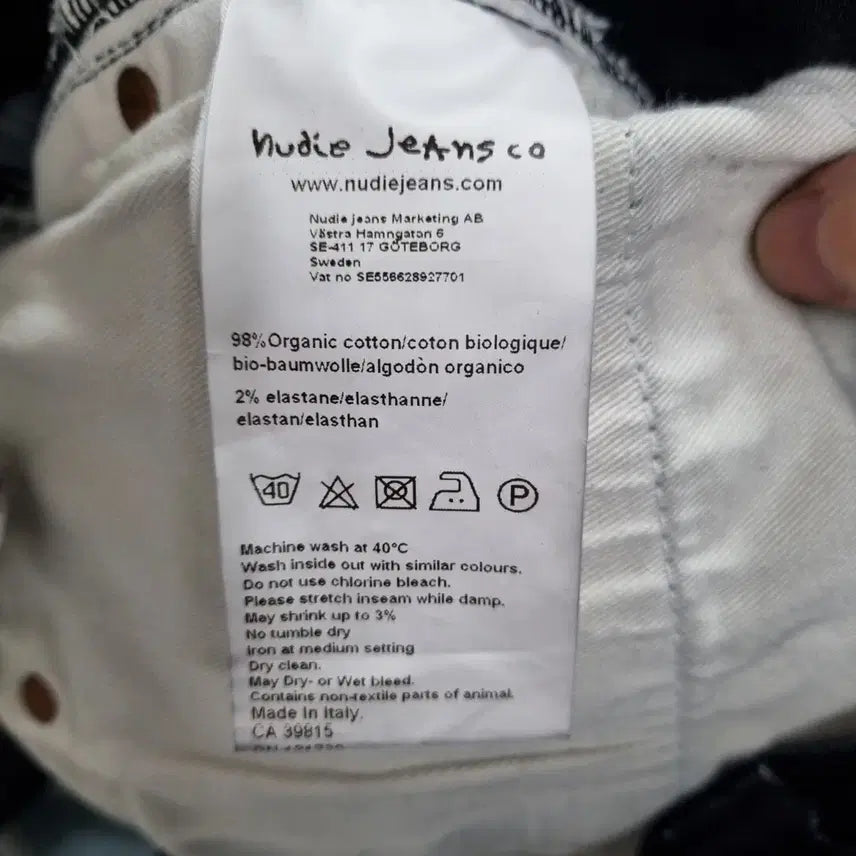 nudie Jeans co
www.nudiejeans.com
Nudie jeans Marketing AB
Västra Hamngatan 6
SE-411 17 GÖTEBORG
Sweden
Vat no SE556628927701
98%Organic cotton/coton biologique/
bio-baumwolle/algodòn organico
2% elastane/elasthanne/
elastan/elasthan
40
P
Machine wash at 40°C
Wash inside out with similar colours.
Do not use chlorine bleach.
Please stretch inseam while damp.
May shrink up to 3%
No tumble dry
Iron at medium setting
Dry clean.
May Dry- or Wet bleed.
Contains non-textile parts of animal.
Made In Italy.
CA 39815